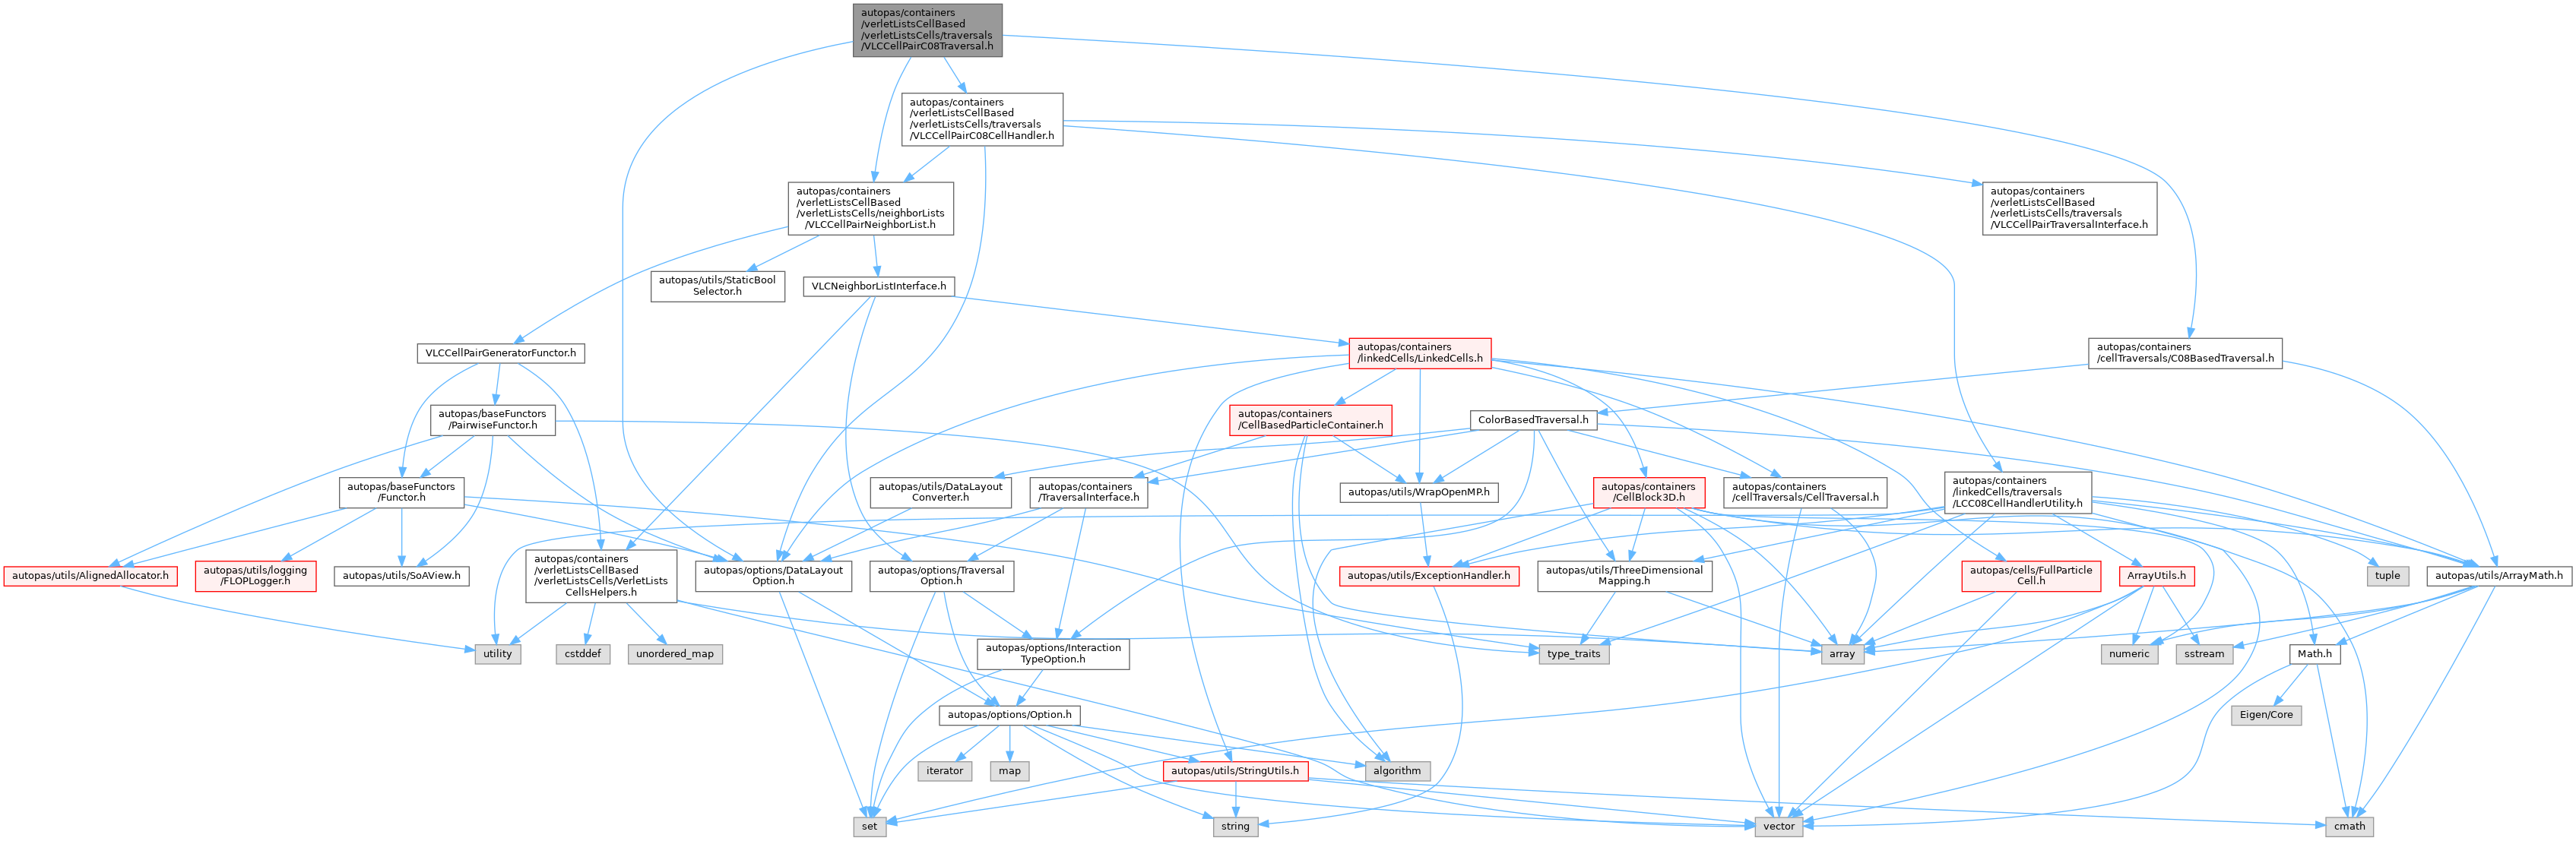 autopas/containers
/verletListsCellBased
/verletListsCells/traversals
/VLCCellPairC08Traversal.h
autopas/containers
/verletListsCellBased
/verletListsCells/traversals
/VLCCellPairC08CellHandler.h
autopas/containers
/verletListsCellBased
/verletListsCells/neighborLists
/VLCCellPairNeighborList.h
autopas/containers
/verletListsCellBased
/verletListsCells/traversals
/VLCCellPairTraversalInterface.h
autopas/utils/StaticBool
Selector.h
VLCNeighborListInterface.h
VLCCellPairGeneratorFunctor.h
autopas/containers
/linkedCells/LinkedCells.h
autopas/containers
/cellTraversals/C08BasedTraversal.h
autopas/baseFunctors
/PairwiseFunctor.h
autopas/containers
/CellBasedParticleContainer.h
ColorBasedTraversal.h
autopas/baseFunctors
/Functor.h
autopas/utils/DataLayout
Converter.h
autopas/containers
/TraversalInterface.h
autopas/utils/WrapOpenMP.h
autopas/containers
/CellBlock3D.h
autopas/containers
/cellTraversals/CellTraversal.h
autopas/containers
/linkedCells/traversals
/LCC08CellHandlerUtility.h
autopas/utils/AlignedAllocator.h
autopas/utils/logging
/FLOPLogger.h
autopas/utils/SoAView.h
autopas/containers
/verletListsCellBased
/verletListsCells/VerletLists
CellsHelpers.h
autopas/options/DataLayout
Option.h
autopas/options/Traversal
Option.h
autopas/utils/ExceptionHandler.h
autopas/utils/ThreeDimensional
Mapping.h
autopas/cells/FullParticle
Cell.h
ArrayUtils.h
tuple
autopas/utils/ArrayMath.h
utility
cstddef
unordered_map
autopas/options/Interaction
TypeOption.h
type_traits
array
numeric
sstream
Math.h
autopas/options/Option.h
Eigen/Core
iterator
map
autopas/utils/StringUtils.h
algorithm
set
string
vector
cmath